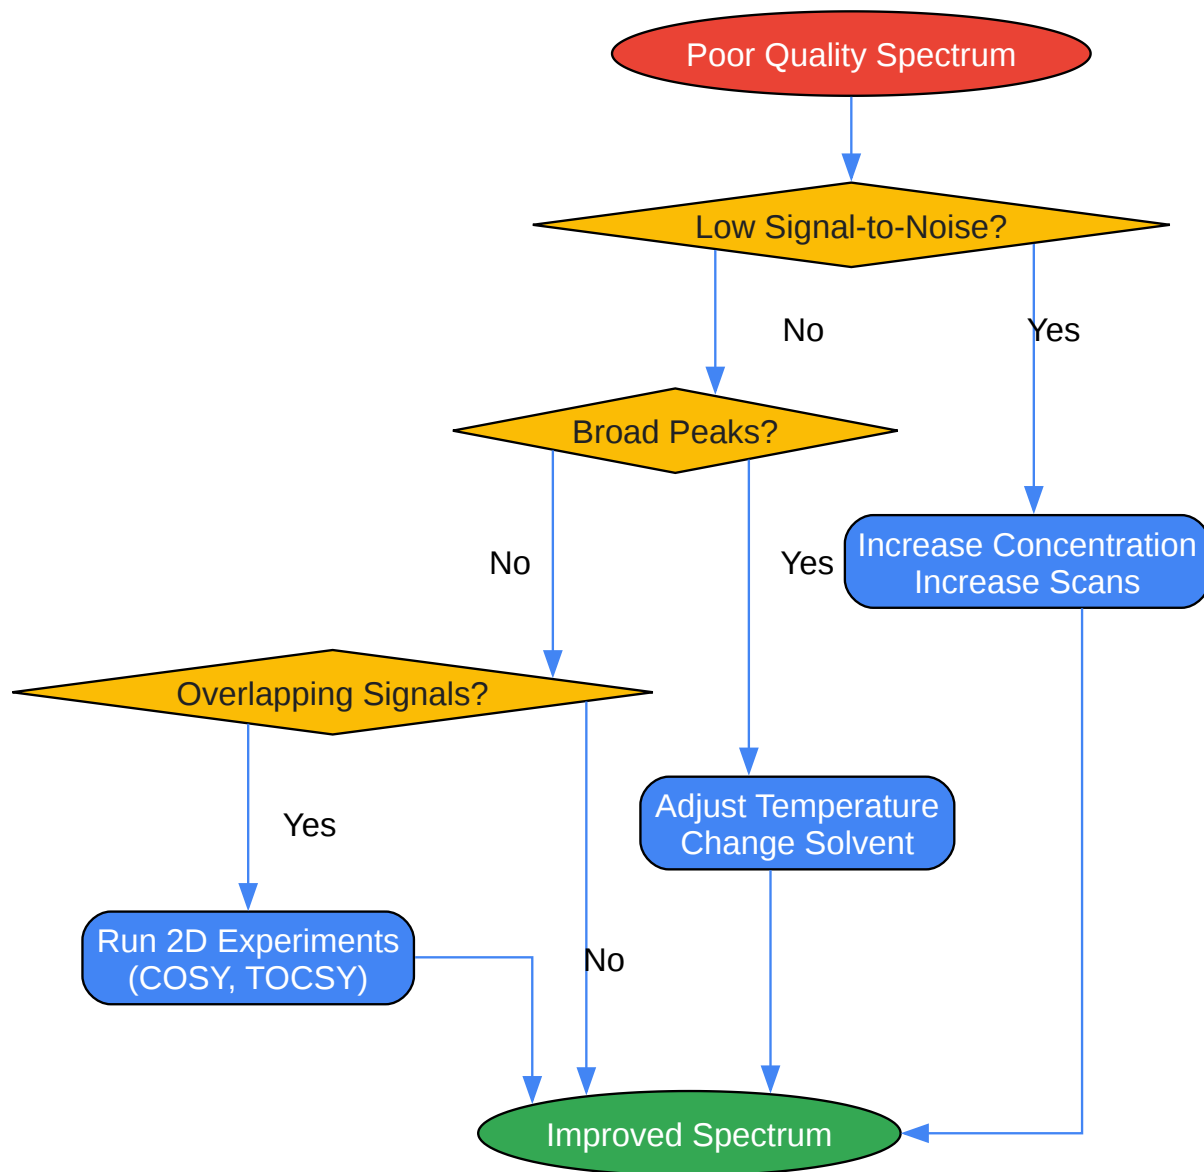 Poor Quality Spectrum
Low Signal-to-Noise?
No
Yes
Broad Peaks?
No
Yes
Increase Concentration
Increase Scans
Overlapping Signals?
Yes
Adjust Temperature
Change Solvent
Run 2D Experiments
(COSY, TOCSY)
No
Improved Spectrum